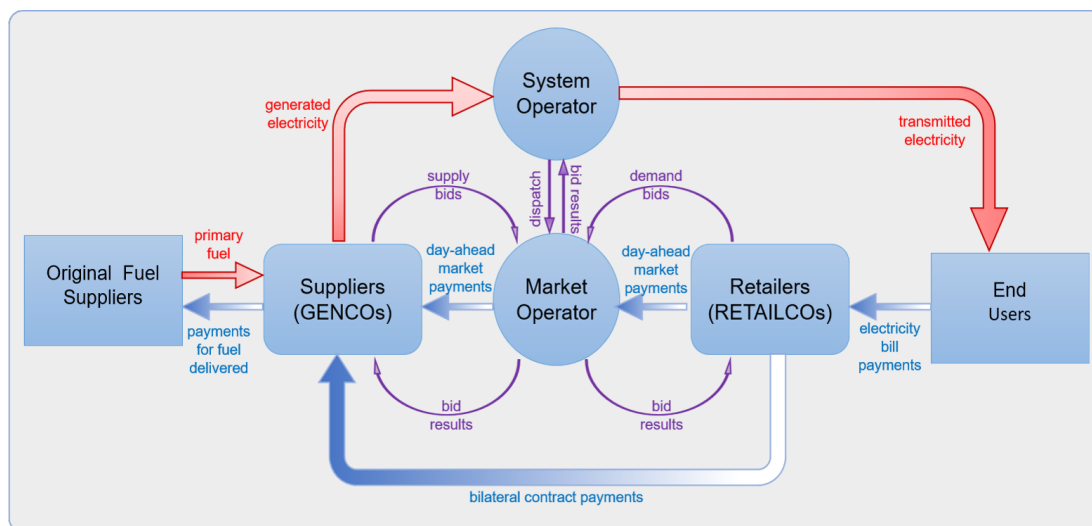 System
Operator
generated
electricity
transmitted
electricity
supply
bids
dispatch
bid results
demand
bids
primary
fuel
Original Fuel
Suppliers
Suppliers
(GENCOs)
day-ahead
market
payments
Market
Operator
day-ahead
market
payments
Retailers
(RETAILCOs)
End
Users
payments
for fuel
delivered
electricity
bill
payments
bid
results
bid
results
bilateral contract payments